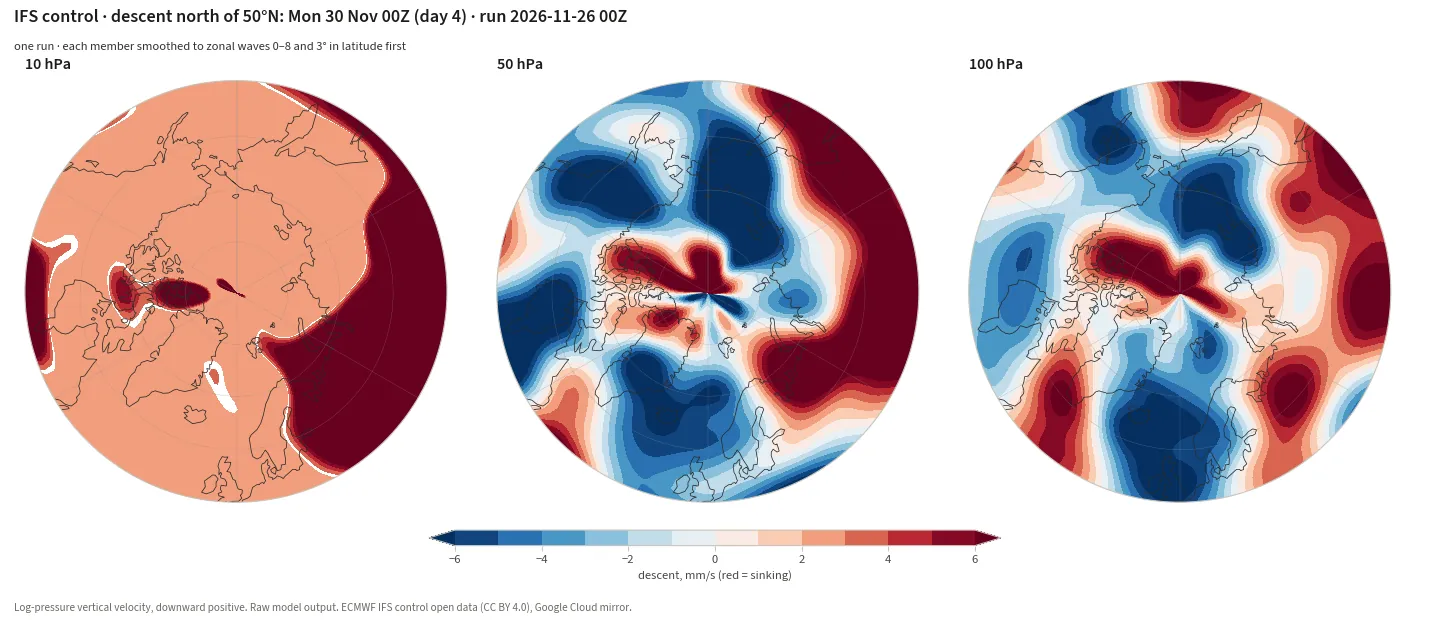 IFS control · descent north of 50°N: Mon 30 Nov 00Z (day 4) · run 2026-11-26 00Z
one run · each member smoothed to zonal waves 0–8 and 3° in latitude first
10 hPa
50 hPa
100 hPa
−6
−4
−2
0
2
4
6
descent, mm/s (red = sinking)
Log-pressure vertical velocity, downward positive. Raw model output. ECMWF IFS control open data (CC BY 4.0), Google Cloud mirror.